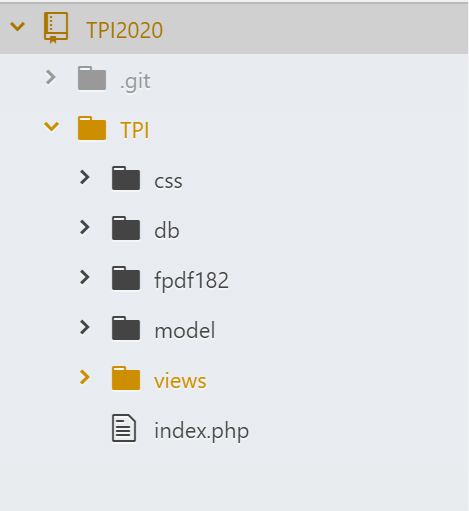 TPI2020
.git
TPI
css
db
fpdf182
model
views
index.php